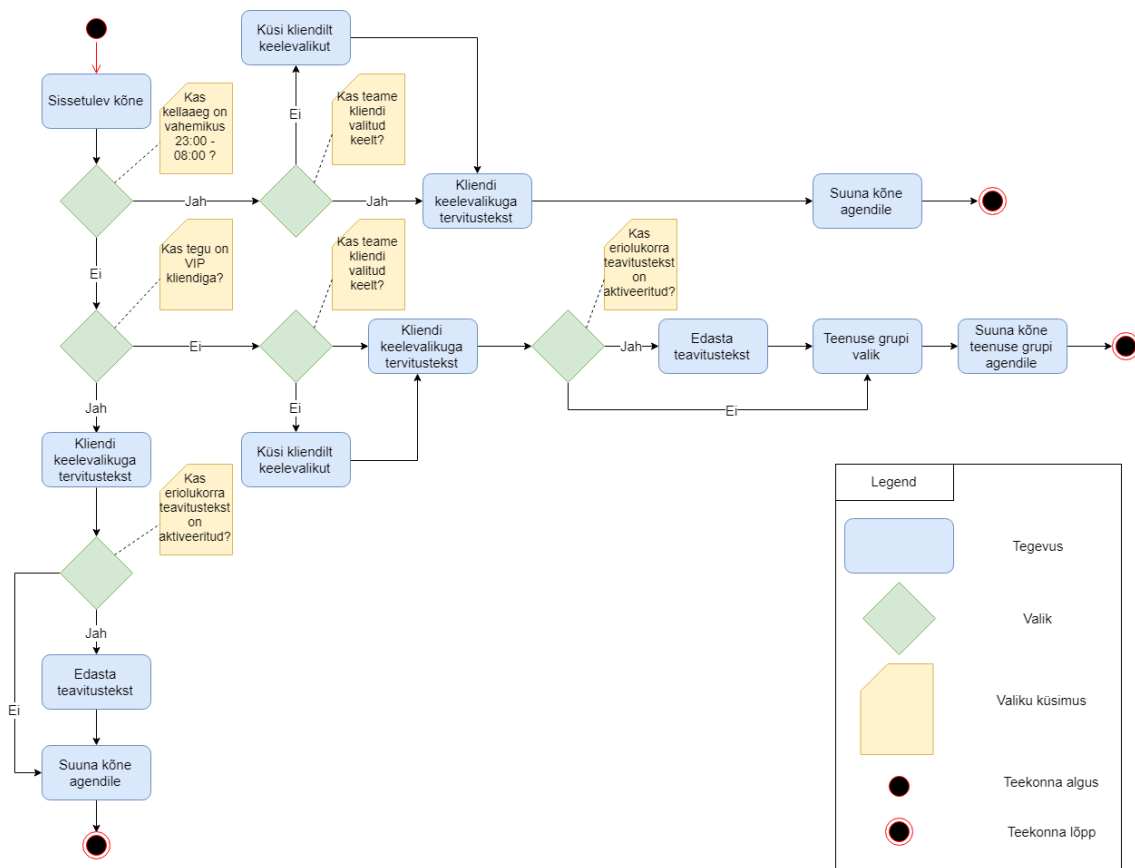 Küsi kliendilt
keelevalikut
Sissetulev kõne
Kas
kellaaeg on
vahemikus
23:00 -
08:00 ?
Kas teame
kliendi
valitud
keelt?
Ei
Jah
Jah
Kliendi
keelevalikuga
tervitustekst
Suuna kõne
agendile
Ei
Kas tegu on
VIP
kliendiga?
Kas teame
kliendi
valitud
keelt?
Kas
eriolukorra
teavitustekst
on
aktiveeritud?
Ei
Kliendi
keelevalikuga
tervitustekst
Jah
Edasta
teavitustekst
Teenuse grupi
valik
Suuna kõne
teenuse grupi
agendile
Jah
Ei
Ei
Kliendi
keelevalikuga
tervitustekst
Küsi kliendilt
keelevalikut
Kas
eriolukorra
teavitustekst
on
aktiveeritud?
Jah
Edasta
teavitustekst
Ei
Suuna kõne
agendile
Legend
Tegevus
Valik
Valiku küsimus
Teekonna algus
Teekonna lõpp